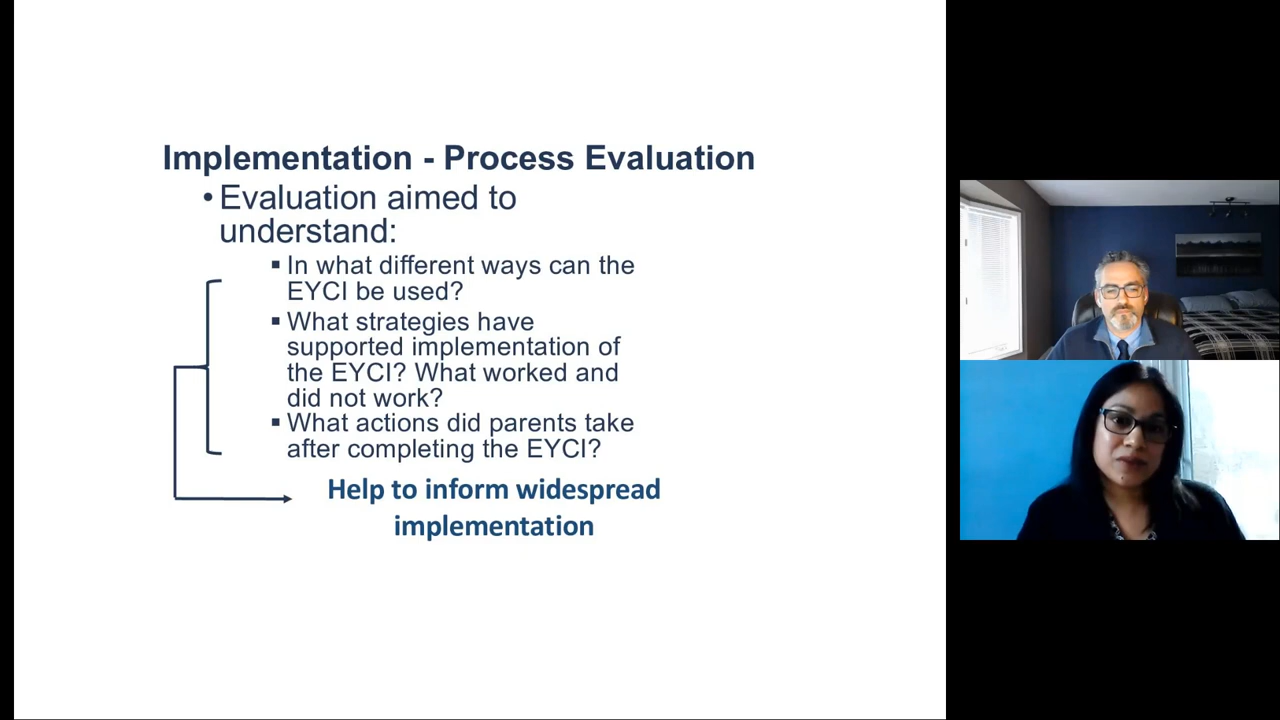 Implementation - Process Evaluation
• Evaluation aimed to
understand:
▪ In what different ways can the
EYCI be used?
▪ What strategies have
supported implementation of
the EYCI? What worked and
did not work?
▪ What actions did parents take
after completing the EYCI?
Help to inform widespread
implementation